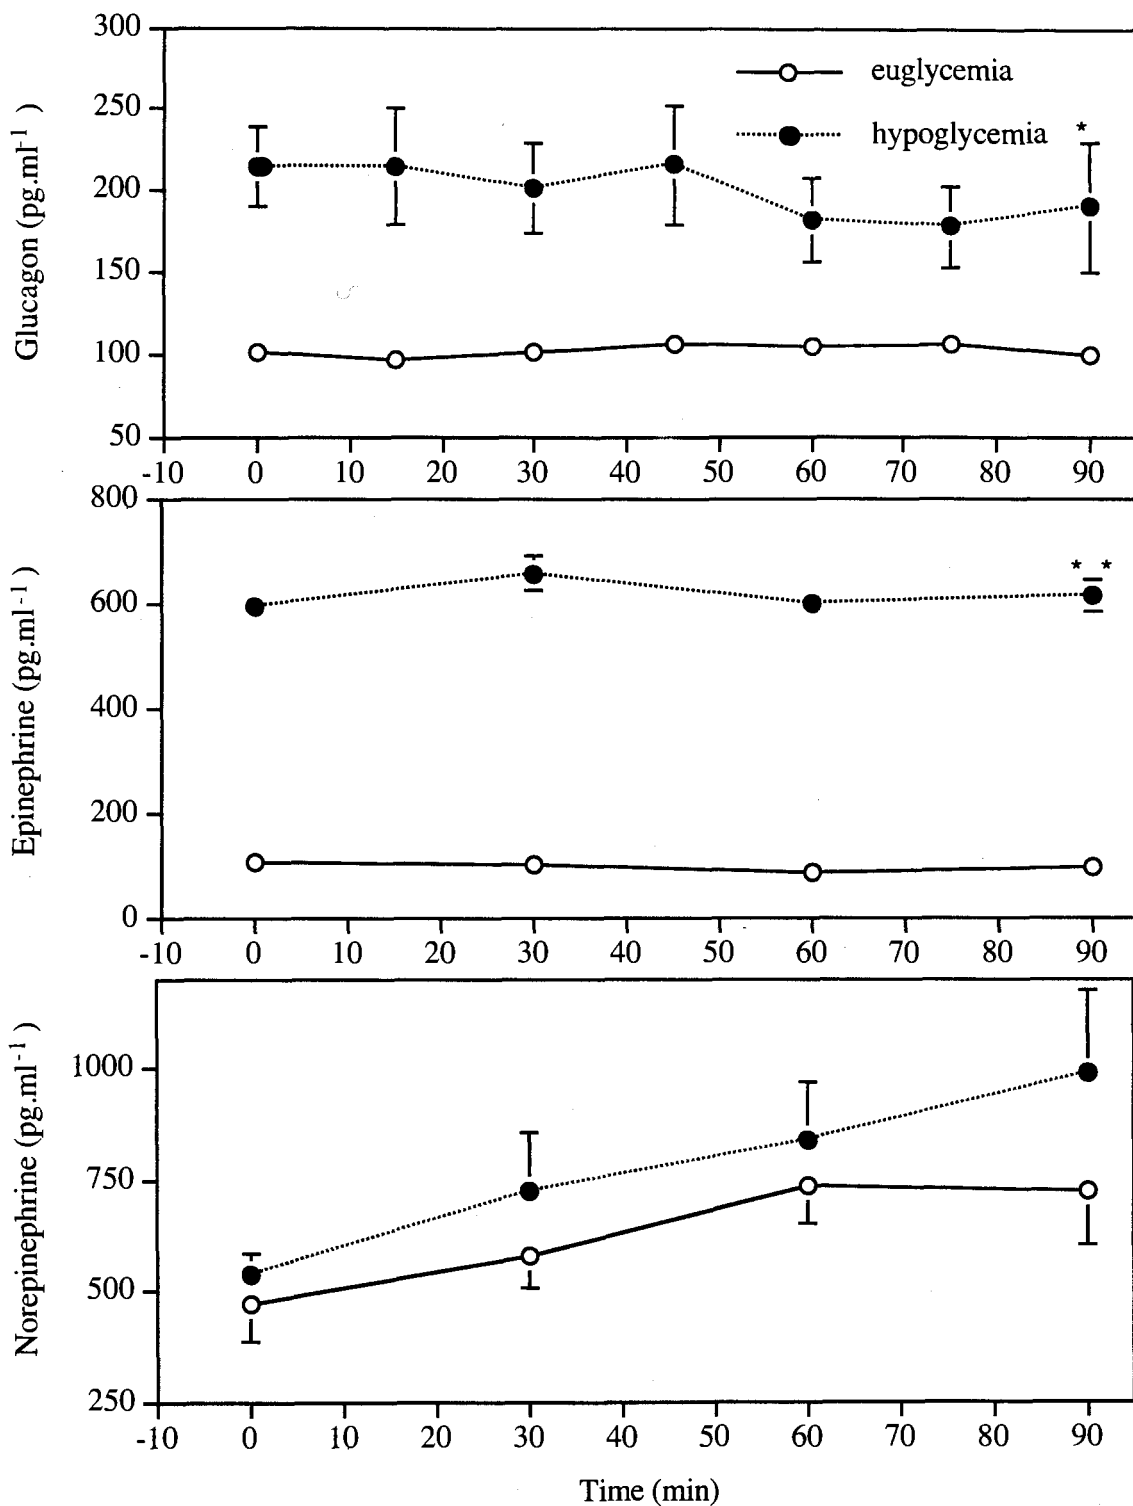 300
250
200
150
100
50
Glucagon (pg.ml-1 )
euglycemia
hypoglycemia
*
-10 0 10 30 40 50 60 70 80 90
800
600
400
200
0
Epinephrine (pg.ml-1 )
* *
-10 0 10 20 30 40 50 60 70 80 90
1000
750
500
250
Norepinephrine (pg.ml-1 )
-10 0 10 20 30 40 50 60 70 80 90
Time (min)